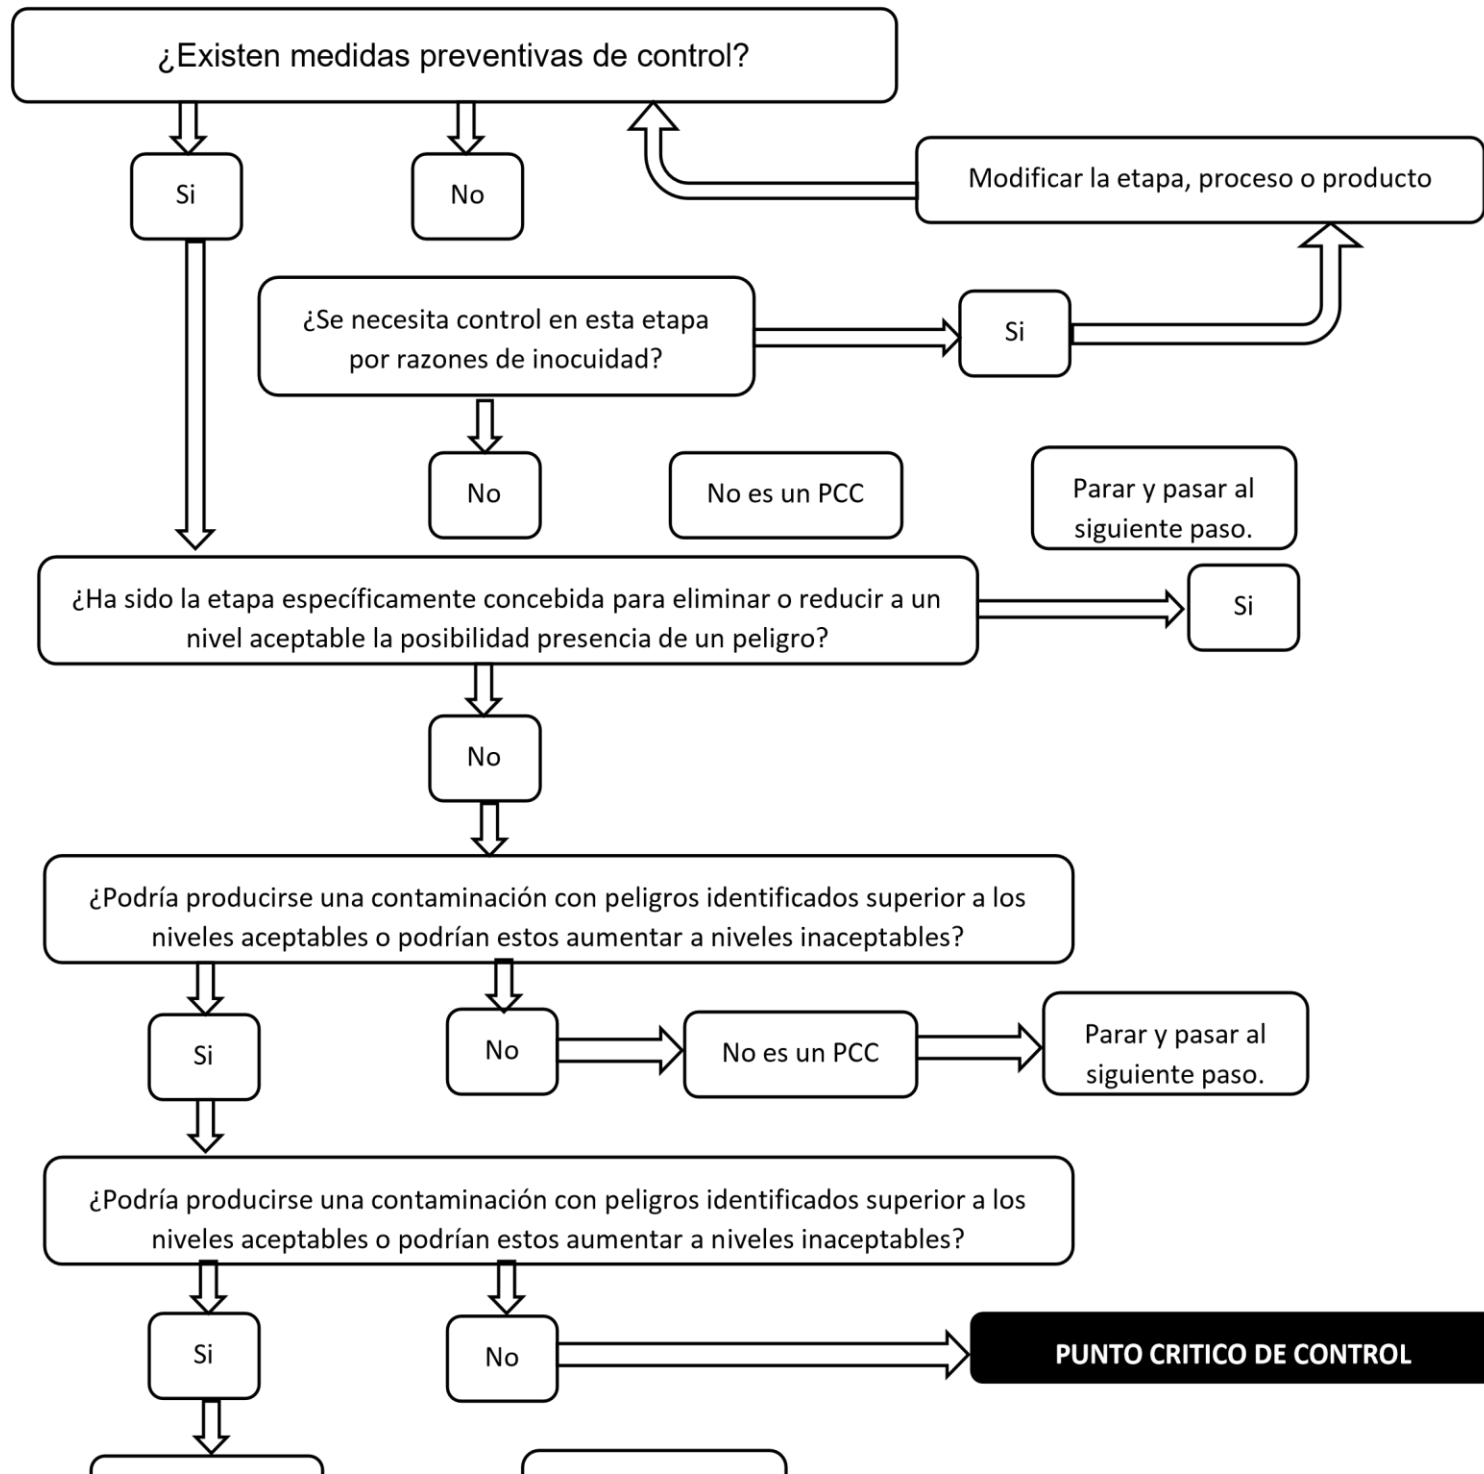 ¿Existen medidas preventivas de control?
Si
No
Modificar la etapa, proceso o producto
¿Se necesita control en esta etapa
por razones de inocuidad?
Si
No
No es un PCC
Parar y pasar al
siguiente paso.
¿Ha sido la etapa específicamente concebida para eliminar o reducir a un
nivel aceptable la posibilidad presencia de un peligro?
Si
No
¿Podría producirse una contaminación con peligros identificados superior a los
niveles aceptables o podrían estos aumentar a niveles inaceptables?
Si
No
No es un PCC
Parar y pasar al
siguiente paso.
¿Podría producirse una contaminación con peligros identificados superior a los
niveles aceptables o podrían estos aumentar a niveles inaceptables?
Si
No
PUNTO CRITICO DE CONTROL